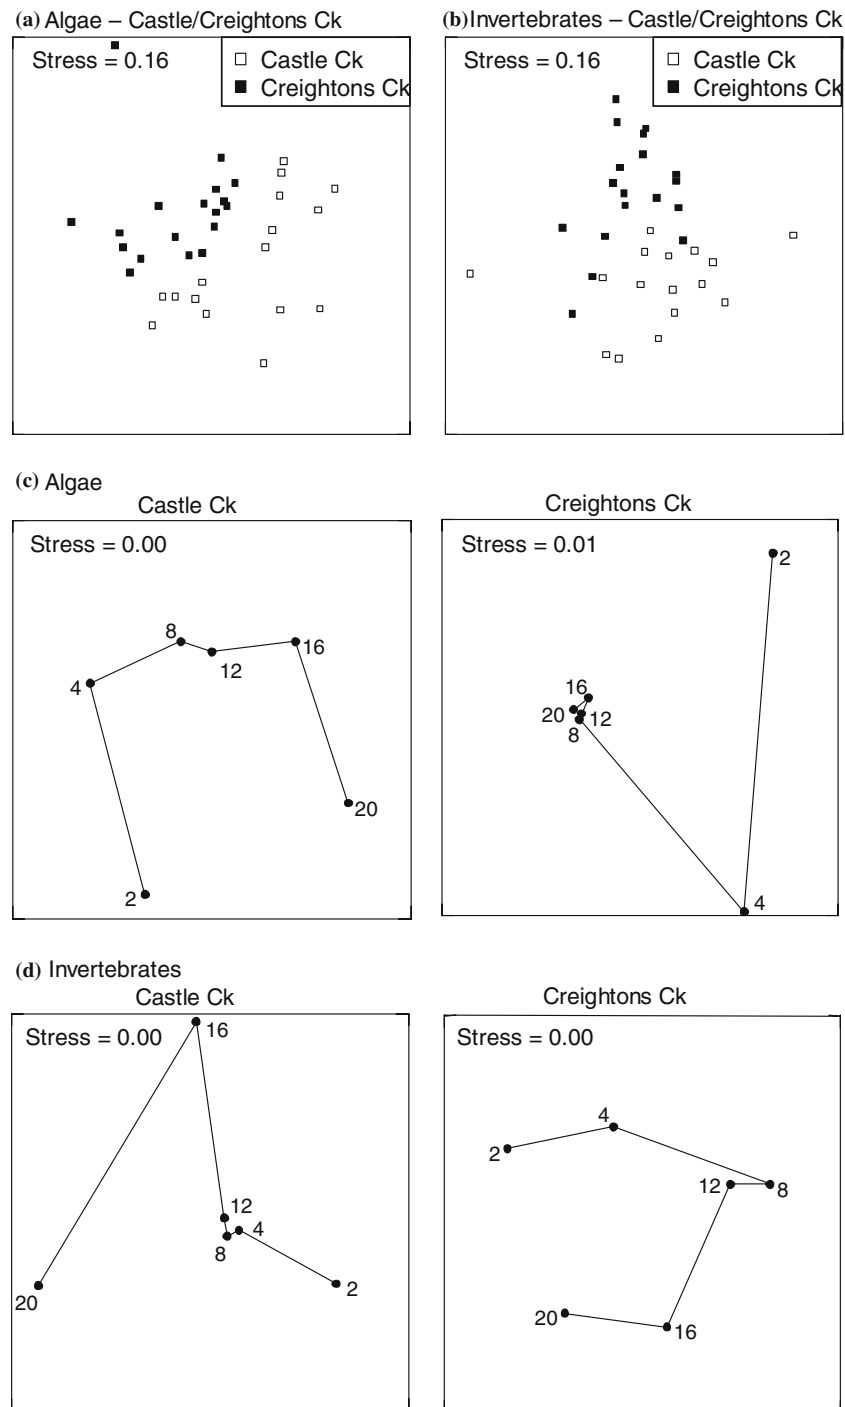 (a) Algae – Castle/Creightons Ck
Stress = 0.16
Castle Ck
Creightons Ck
(b) Invertebrates – Castle/Creightons Ck
Stress = 0.16
Castle Ck
Creightons Ck
(c) Algae
Castle Ck
Stress = 0.00
8
16
12
4
20
2
Creightons Ck
Stress = 0.01
2
16
20
12
8
4
(d) Invertebrates
Castle Ck
Stress = 0.00
16
12
4
8
2
20
Creightons Ck
Stress = 0.00
4
2
12
8
20
16